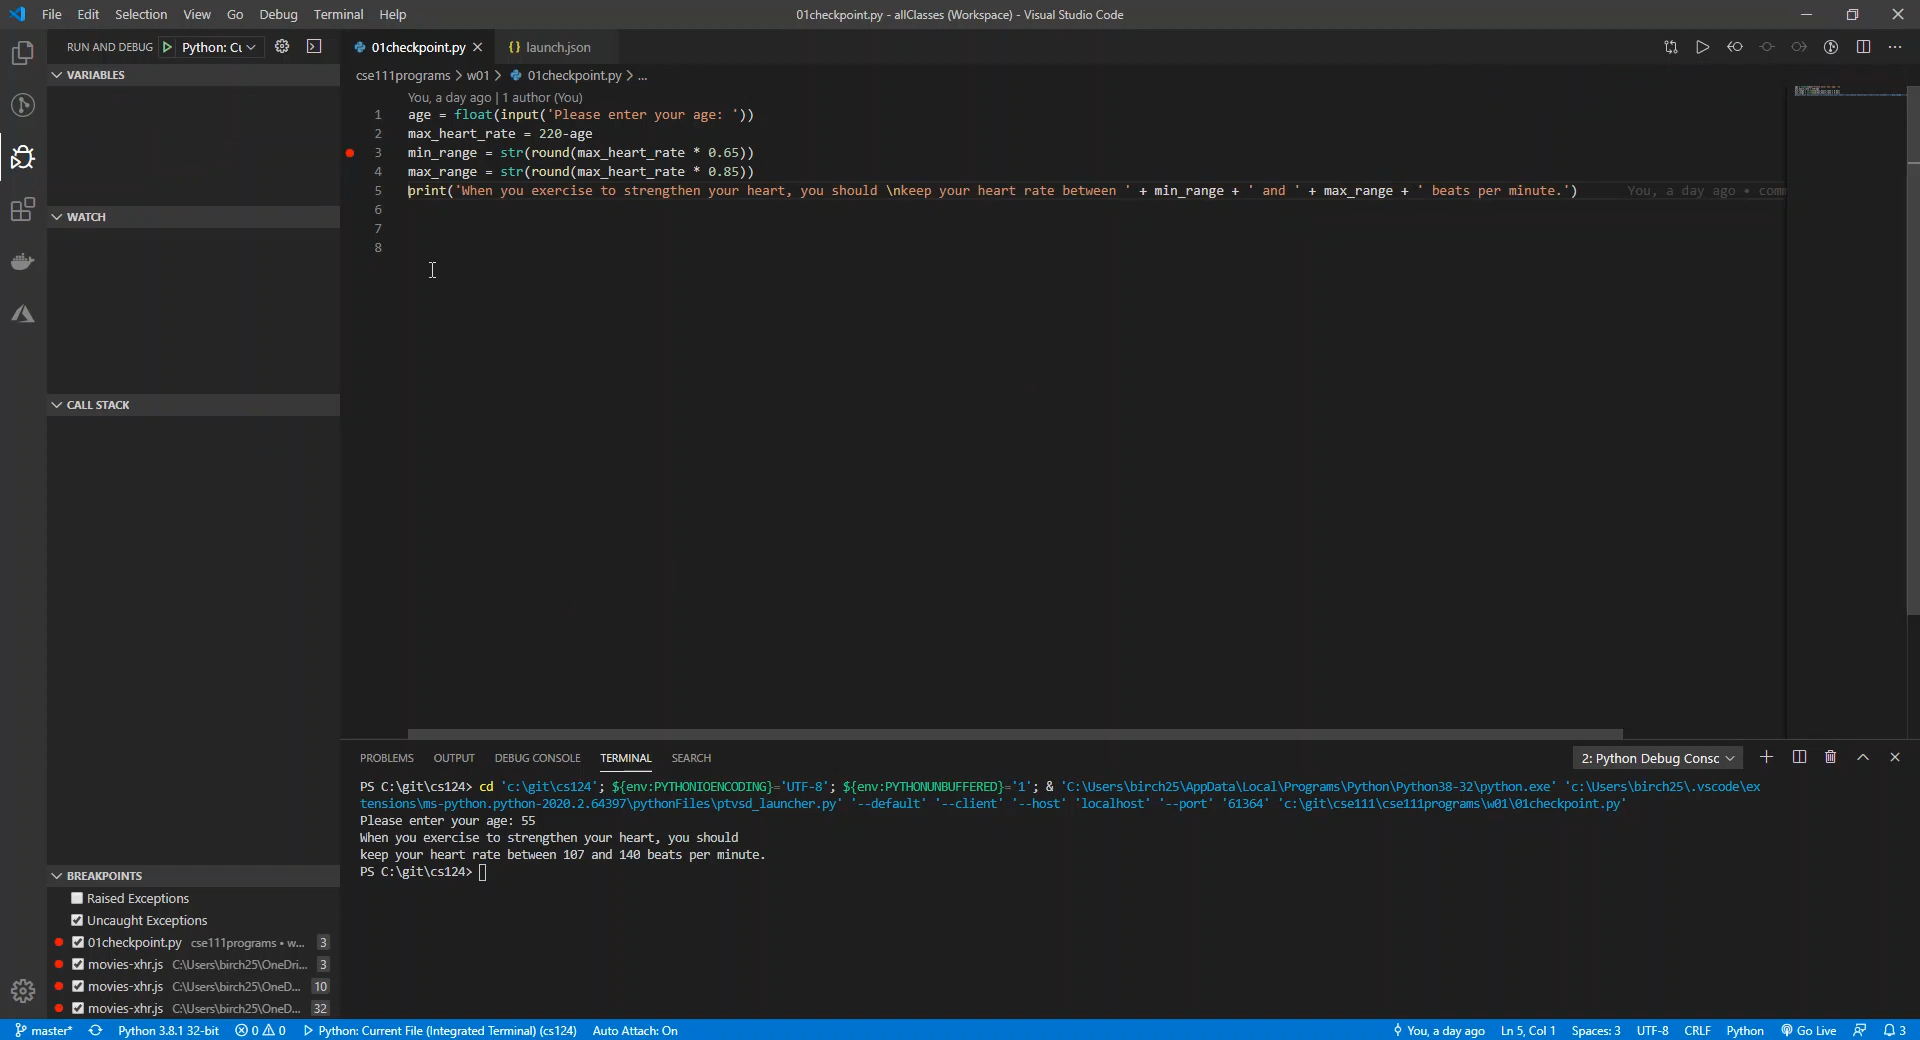 File Edit Selection View Go Debug Terminal Help
01checkpoint.py - allClasses (Workspace) - Visual Studio Code
RUN AND DEBUG Python: Cu
01checkpoint.py {} launch.json
VARIABLES
cse111programs > w01 > 01checkpoint.py > ...
You, a day ago | 1 author (You)
1 age = float(input('Please enter your age: '))
2 max_heart_rate = 220-age
3 min_range = str(round(max_heart_rate * 0.65))
4 max_range = str(round(max_heart_rate * 0.85))
5 print('When you exercise to strengthen your heart, you should \nkeep your heart rate between ' + min_range + ' and ' + max_range + ' beats per minute.') You, a day ago • comm
6
7
8
WATCH
CALL STACK
BREAKPOINTS
Raised Exceptions
Uncaught Exceptions
01checkpoint.py cse111programs • w... 3
movies-xhr.js C:\Users\birch25\OneDri... 3
movies-xhr.js C:\Users\birch25\OneD... 10
movies-xhr.js C:\Users\birch25\OneD... 32
PROBLEMS OUTPUT DEBUG CONSOLE TERMINAL SEARCH
2: Python Debug Consc
PS C:\git\cs124> cd 'c:\git\cs124'; ${env:PYTHONIOENCODING}='UTF-8'; ${env:PYTHONUNBUFFERED}='1'; & 'C:\Users\birch25\AppData\Local\Programs\Python\Python38-32\python.exe' 'c:\Users\birch25\.vscode\ex
tensions\ms-python.python-2020.2.64397\pythonFiles\ptvsd_launcher.py' '--default' '--client' '--host' 'localhost' '--port' '61364' 'c:\git\cse111\cse111programs\w01\01checkpoint.py'
Please enter your age: 55
When you exercise to strengthen your heart, you should
keep your heart rate between 107 and 140 beats per minute.
PS C:\git\cs124>
master* Python 3.8.1 32-bit 0 0 Python: Current File (Integrated Terminal) (cs124) Auto Attach: On
You, a day ago Ln 5, Col 1 Spaces: 3 UTF-8 CRLF Python Go Live 3